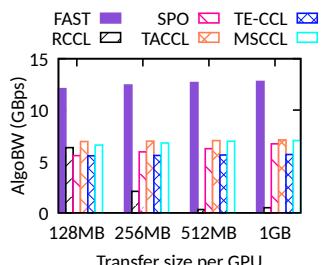 FAST SPO TE-CCL
RCCL TACCL MSCCL
15
10
5
0
AlgoBW (GBps)
128MB 256MB 512MB 1GB
Transfer size per GPU